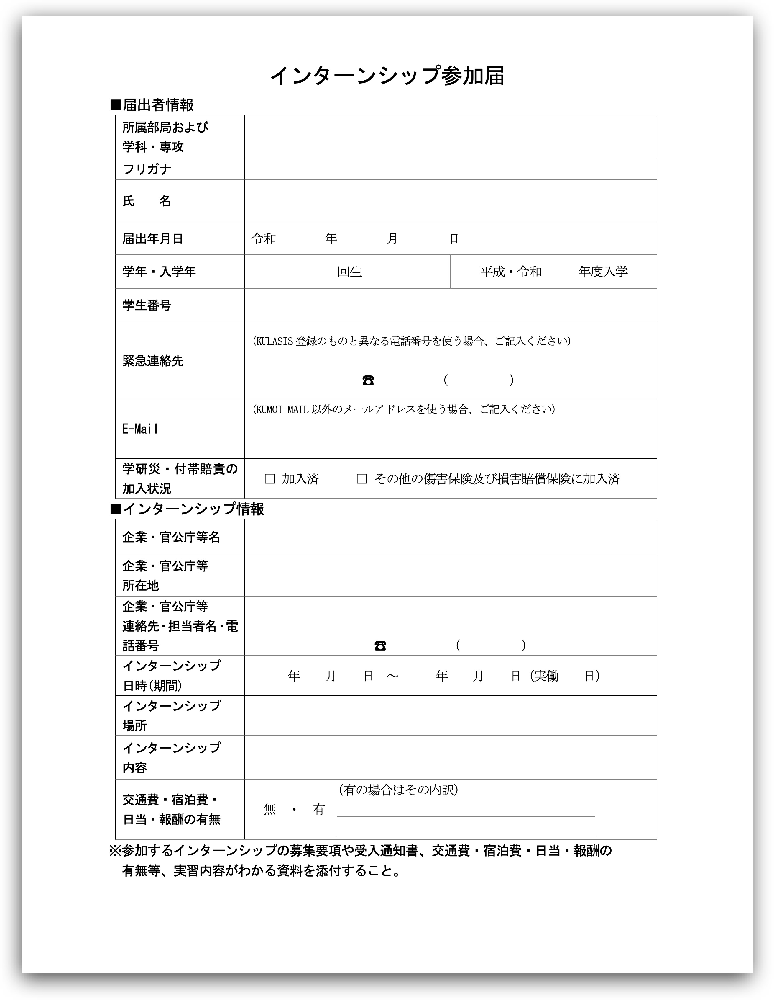 インターンシップ参加届
■届出者情報
所属部局および
学科・専攻
フリガナ
氏　　名
届出年月日
令和　　　　年　　　　月　　　　日
学年・入学年
回生
平成・令和　　　年度入学
学生番号
緊急連絡先
（KULASIS 登録のものと異なる電話番号を使う場合、ご記入ください）
☎　　　　　（　　　　　）
E-Mail
（KUMOI-MAIL 以外のメールアドレスを使う場合、ご記入ください）
学研災・付帯賠責の
加入状況
□ 加入済　　　□ その他の傷害保険及び損害賠償保険に加入済
■インターンシップ情報
企業・官公庁等名
企業・官公庁等
所在地
企業・官公庁等
連絡先・担当者名・電
話番号
☎　　　　　（　　　　　）
インターンシップ
日時(期間)
年　　月　　日　～　　　年　　月　　日（実働　　日）
インターンシップ
場所
インターンシップ
内容
交通費・宿泊費・
日当・報酬の有無
（有の場合はその内訳）
無　・　有
※参加するインターンシップの募集要項や受入通知書、交通費・宿泊費・日当・報酬の
有無等、実習内容がわかる資料を添付すること。